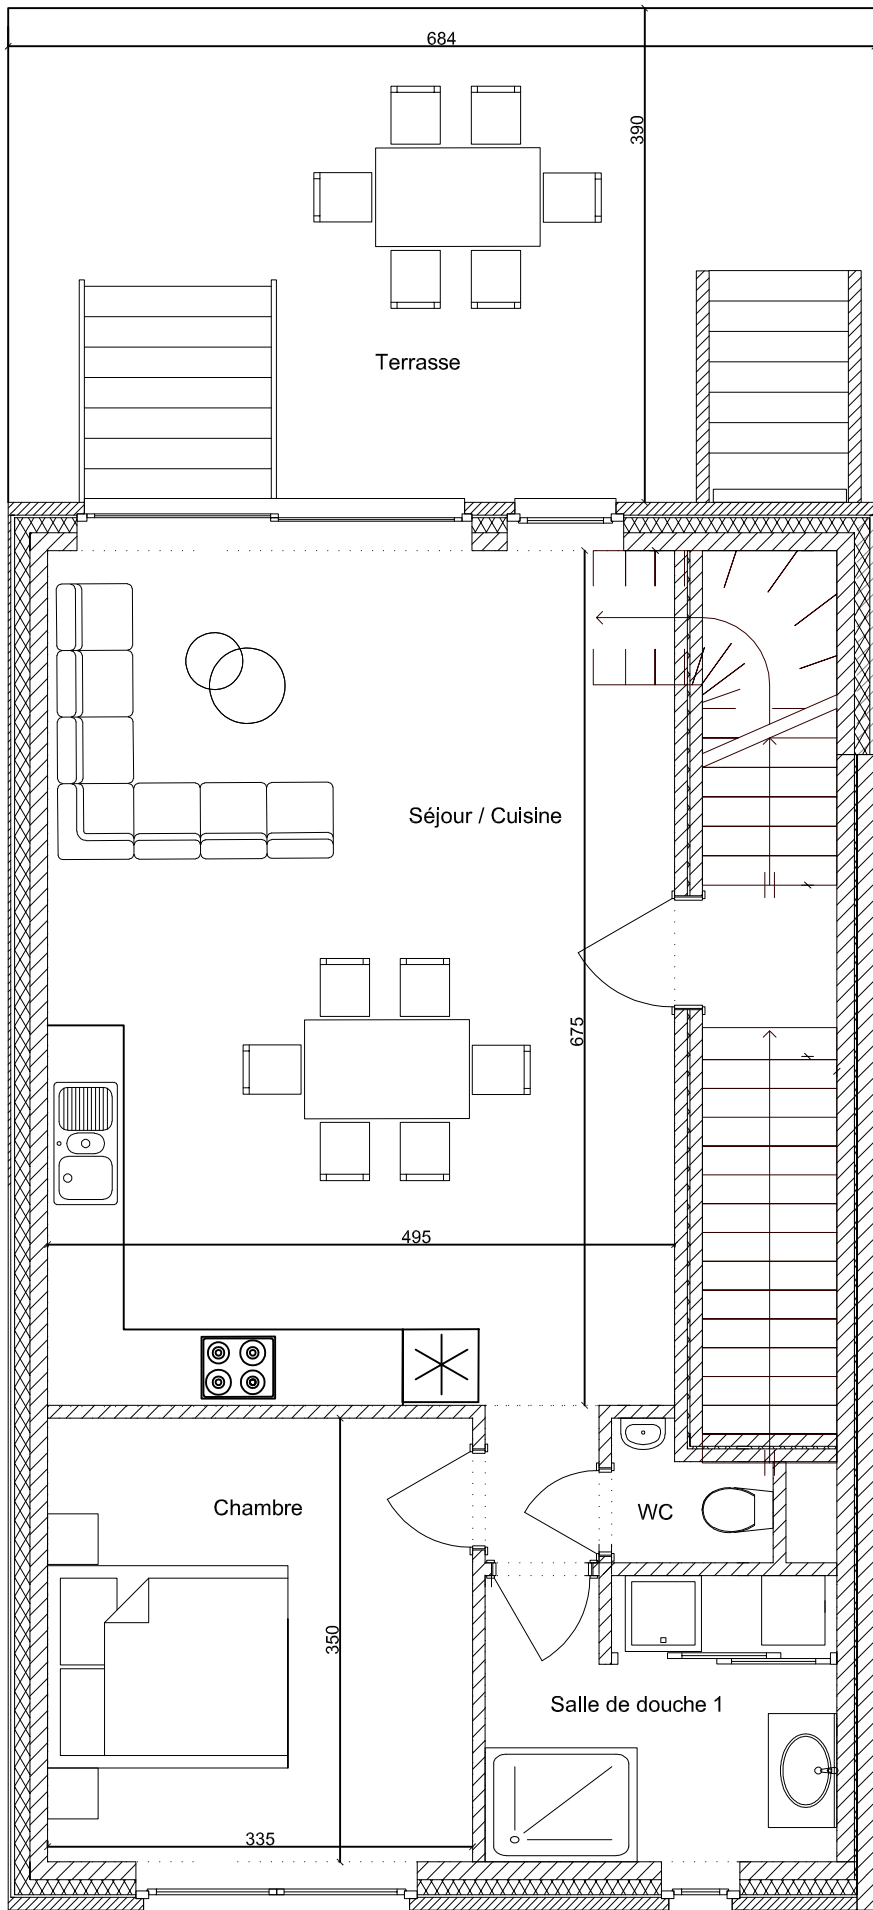 684
390
Terrasse
Séjour / Cuisine
675
495
Chambre
WC
350
Salle de douche 1
335